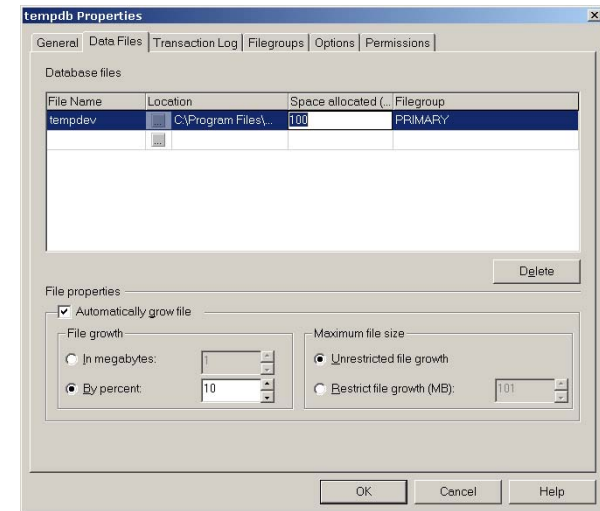 tempdb Properties
General Data Files Transaction Log Filegroups Options Permissions
Database files
File Name Location Space allocated (... Filegroup
tempdev ... C:\Program Files\... 100 PRIMARY
...
Delete
File properties
Automatically grow file
File growth Maximum file size
In megabytes: 1 Unrestricted file growth
By percent: 10 Restrict file growth (MB): 101
OK Cancel Help